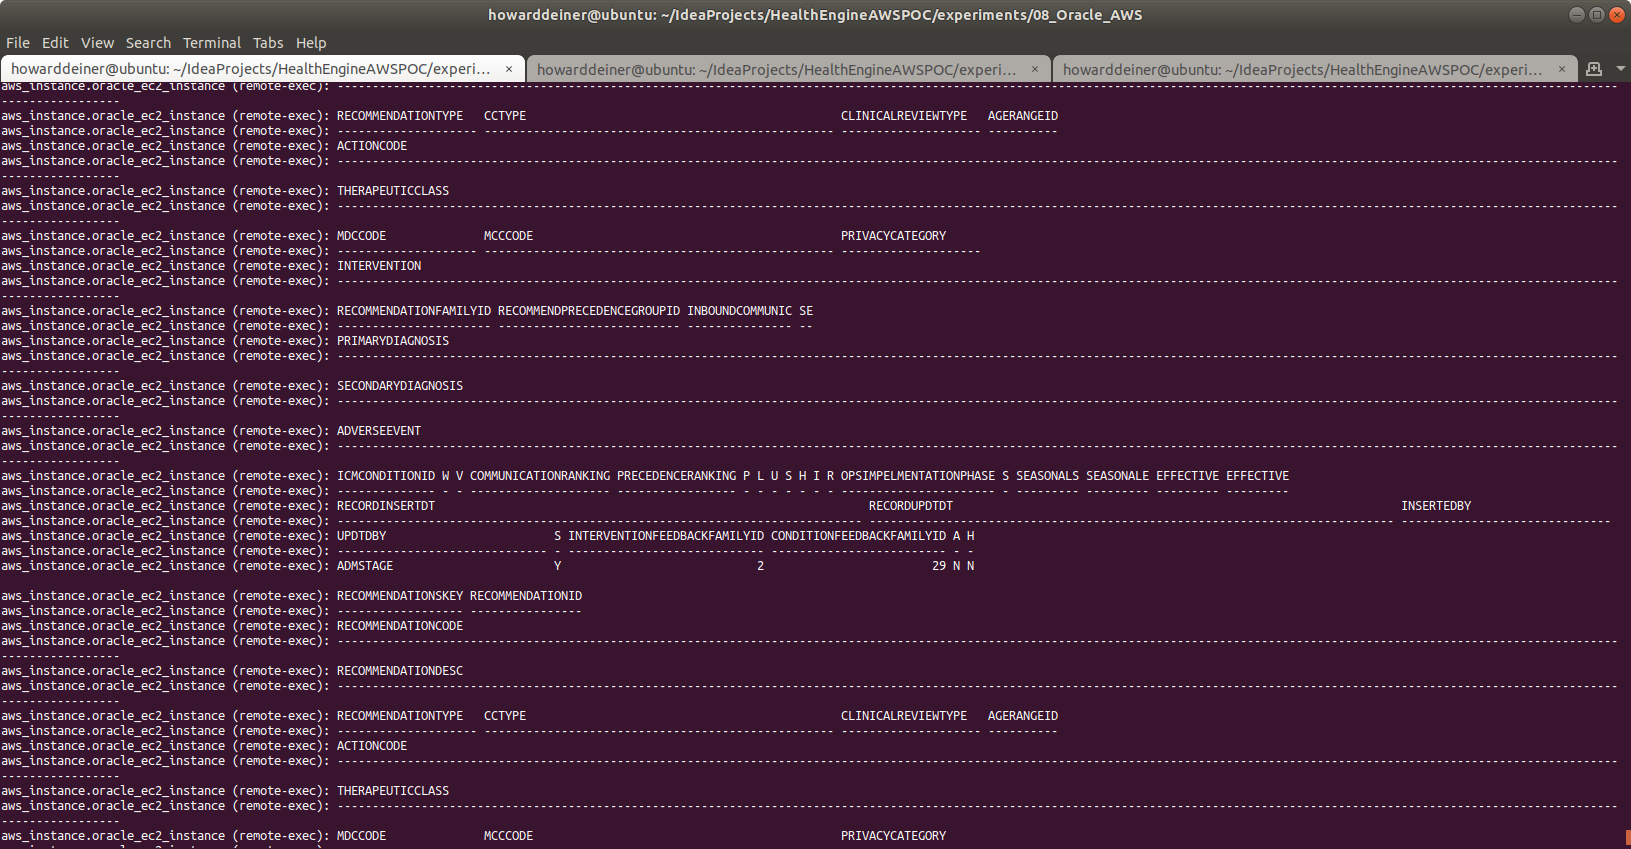 howarddeiner@ubuntu: ~/IdeaProjects/HealthEngineAWSPOC/experiments/08_Oracle_AWS
File Edit View Search Terminal Tabs Help
howarddeiner@ubuntu: ~/IdeaProjects/HealthEngineAWSPOC/experi... × howarddeiner@ubuntu: ~/IdeaProjects/HealthEngineAWSPOC/experi... × howarddeiner@ubuntu: ~/IdeaProjects/HealthEngineAWSPOC/experi... ×
aws_instance.oracle_ec2_instance (remote-exec): ---------------------------------------------------------------------------------------------------------------------------------------------------------------------------------------
-----------------
aws_instance.oracle_ec2_instance (remote-exec): RECOMMENDATIONTYPE   CCTYPE                                             CLINICALREVIEWTYPE   AGERANGEID
aws_instance.oracle_ec2_instance (remote-exec): -------------------- -------------------------------------------------- -------------------- ----------
aws_instance.oracle_ec2_instance (remote-exec): ACTIONCODE
aws_instance.oracle_ec2_instance (remote-exec): ---------------------------------------------------------------------------------------------------------------------------------------------------------------------------------------
-----------------
aws_instance.oracle_ec2_instance (remote-exec): THERAPEUTICCLASS
aws_instance.oracle_ec2_instance (remote-exec): ---------------------------------------------------------------------------------------------------------------------------------------------------------------------------------------
-----------------
aws_instance.oracle_ec2_instance (remote-exec): MDCCODE              MCCCODE                                            PRIVACYCATEGORY
aws_instance.oracle_ec2_instance (remote-exec): -------------------- -------------------------------------------------- --------------------
aws_instance.oracle_ec2_instance (remote-exec): INTERVENTION
aws_instance.oracle_ec2_instance (remote-exec): ---------------------------------------------------------------------------------------------------------------------------------------------------------------------------------------
-----------------
aws_instance.oracle_ec2_instance (remote-exec): RECOMMENDATIONFAMILYID RECOMMENDPRECEDENCEGROUPID INBOUNDCOMMUNIC SE
aws_instance.oracle_ec2_instance (remote-exec): ---------------------- -------------------------- --------------- --
aws_instance.oracle_ec2_instance (remote-exec): PRIMARYDIAGNOSIS
aws_instance.oracle_ec2_instance (remote-exec): ---------------------------------------------------------------------------------------------------------------------------------------------------------------------------------------
-----------------
aws_instance.oracle_ec2_instance (remote-exec): SECONDARYDIAGNOSIS
aws_instance.oracle_ec2_instance (remote-exec): ---------------------------------------------------------------------------------------------------------------------------------------------------------------------------------------
-----------------
aws_instance.oracle_ec2_instance (remote-exec): ADVERSEEVENT
aws_instance.oracle_ec2_instance (remote-exec): ---------------------------------------------------------------------------------------------------------------------------------------------------------------------------------------
-----------------
aws_instance.oracle_ec2_instance (remote-exec): ICMCONDITIONID W V COMMUNICATIONRANKING PRECEDENCERANKING P L U S H I R OPSIMPELMENTATIONPHASE S SEASONALS SEASONALE EFFECTIVE EFFECTIVE
aws_instance.oracle_ec2_instance (remote-exec): -------------- - - -------------------- ----------------- - - - - - - - ---------------------- - --------- --------- --------- ---------
aws_instance.oracle_ec2_instance (remote-exec): RECORDINSERTDT                                                              RECORDUPDTDT                                                                INSERTEDBY
aws_instance.oracle_ec2_instance (remote-exec): --------------------------------------------------------------------------- --------------------------------------------------------------------------- ------------------------------
aws_instance.oracle_ec2_instance (remote-exec): UPDTDBY                        S INTERVENTIONFEEDBACKFAMILYID CONDITIONFEEDBACKFAMILYID A H
aws_instance.oracle_ec2_instance (remote-exec): ------------------------------ - ---------------------------- ------------------------- - -
aws_instance.oracle_ec2_instance (remote-exec): ADMSTAGE                       Y                            2                        29 N N
aws_instance.oracle_ec2_instance (remote-exec): RECOMMENDATIONSKEY RECOMMENDATIONID
aws_instance.oracle_ec2_instance (remote-exec): ------------------ ----------------
aws_instance.oracle_ec2_instance (remote-exec): RECOMMENDATIONCODE
aws_instance.oracle_ec2_instance (remote-exec): ---------------------------------------------------------------------------------------------------------------------------------------------------------------------------------------
-----------------
aws_instance.oracle_ec2_instance (remote-exec): RECOMMENDATIONDESC
aws_instance.oracle_ec2_instance (remote-exec): ---------------------------------------------------------------------------------------------------------------------------------------------------------------------------------------
-----------------
aws_instance.oracle_ec2_instance (remote-exec): RECOMMENDATIONTYPE   CCTYPE                                             CLINICALREVIEWTYPE   AGERANGEID
aws_instance.oracle_ec2_instance (remote-exec): -------------------- -------------------------------------------------- -------------------- ----------
aws_instance.oracle_ec2_instance (remote-exec): ACTIONCODE
aws_instance.oracle_ec2_instance (remote-exec): ---------------------------------------------------------------------------------------------------------------------------------------------------------------------------------------
-----------------
aws_instance.oracle_ec2_instance (remote-exec): THERAPEUTICCLASS
aws_instance.oracle_ec2_instance (remote-exec): ---------------------------------------------------------------------------------------------------------------------------------------------------------------------------------------
-----------------
aws_instance.oracle_ec2_instance (remote-exec): MDCCODE              MCCCODE                                            PRIVACYCATEGORY